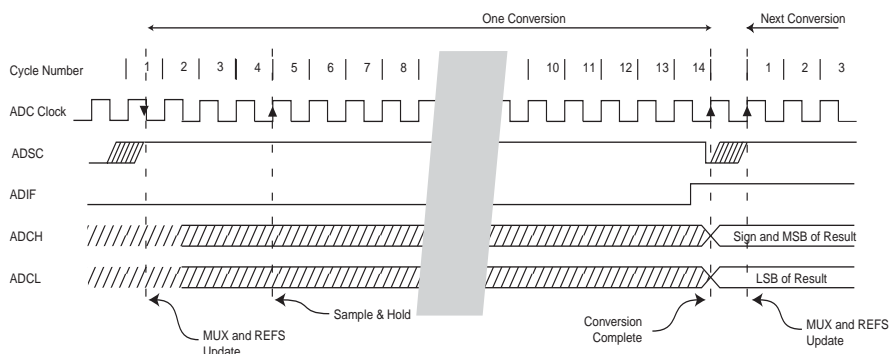 One Conversion Next Conversion
Cycle Number 1 2 3 4 5 6 7 8 10 11 12 13 14 1 2 3
ADC Clock
ADSC
ADIF
ADCH Sign and MSB of Result
ADCL LSB of Result
MUX and REFS
Update
Sample & Hold
Conversion
Complete
MUX and REFS
Update